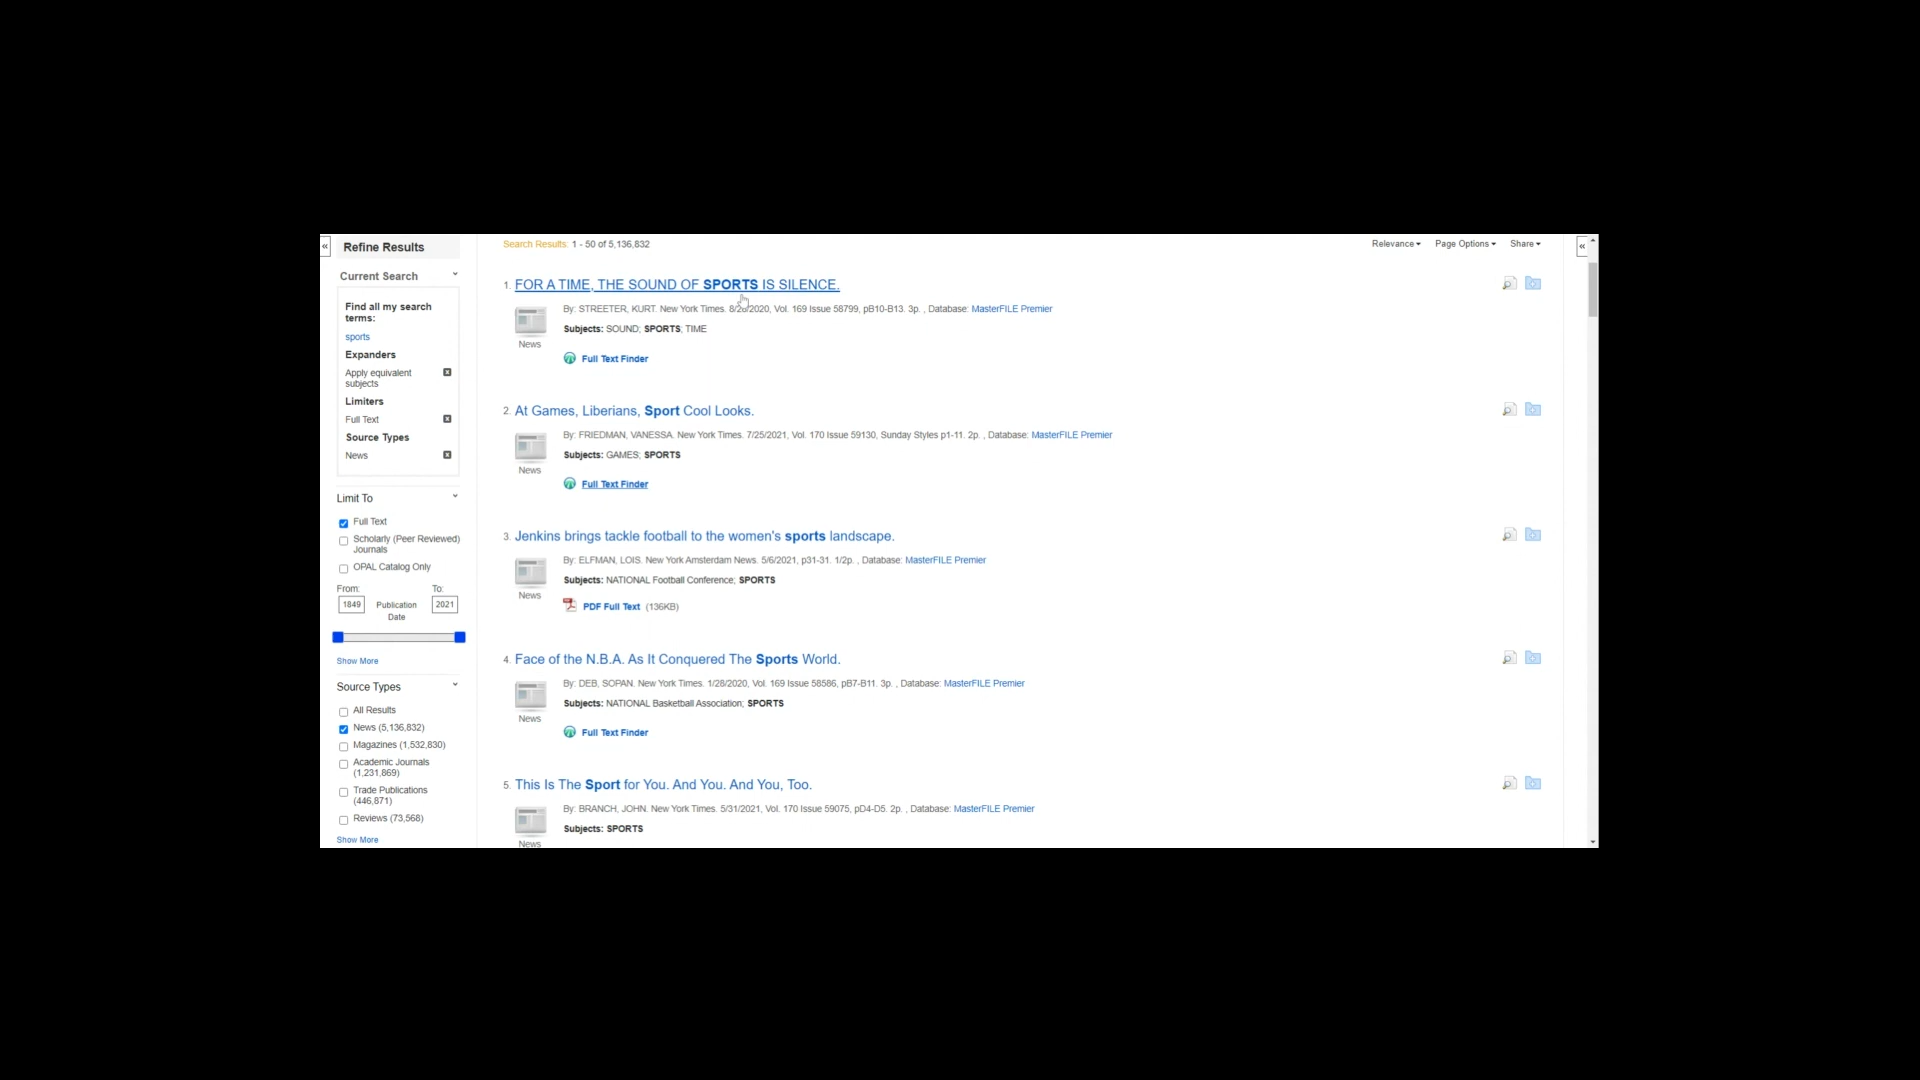 «
Refine Results
Current Search
Find all my search
terms:
sports
Expanders
Apply equivalent
subjects
Limiters
Full Text
Source Types
News
Limit To
Full Text
Scholarly (Peer Reviewed)
Journals
OPAL Catalog Only
From: To:
1849 Publication 2021
Date
Show More
Source Types
All Results
News (5,136,832)
Magazines (1,532,830)
Academic Journals
(1,231,869)
Trade Publications
(446,871)
Reviews (73,568)
Show More
Search Results: 1 - 50 of 5,136,832
Relevance Page Options Share
«
1. FOR A TIME, THE SOUND OF SPORTS IS SILENCE.
By: STREETER, KURT. New York Times. 2020, Vol. 169 Issue 58799, pB10-B13. 3p. , Database: MasterFILE Premier
Subjects: SOUND; SPORTS; TIME
News
Full Text Finder
2. At Games, Liberians, Sport Cool Looks.
By: FRIEDMAN, VANESSA. New York Times. 7/25/2021, Vol. 170 Issue 59130, Sunday Styles p1-11. 2p. , Database: MasterFILE Premier
Subjects: GAMES; SPORTS
News
Full Text Finder
3. Jenkins brings tackle football to the women's sports landscape.
By: ELFMAN, LOIS. New York Amsterdam News. 5/6/2021, p31-31. 1/2p. , Database: MasterFILE Premier
Subjects: NATIONAL Football Conference; SPORTS
News
PDF Full Text (136KB)
4. Face of the N.B.A. As It Conquered The Sports World.
By: DEB, SOPAN. New York Times. 1/28/2020, Vol. 169 Issue 58586, pB7-B11. 3p. , Database: MasterFILE Premier
Subjects: NATIONAL Basketball Association; SPORTS
News
Full Text Finder
5. This Is The Sport for You. And You. And You, Too.
By: BRANCH, JOHN. New York Times. 5/31/2021, Vol. 170 Issue 59075, pD4-D5. 2p. , Database: MasterFILE Premier
Subjects: SPORTS
News